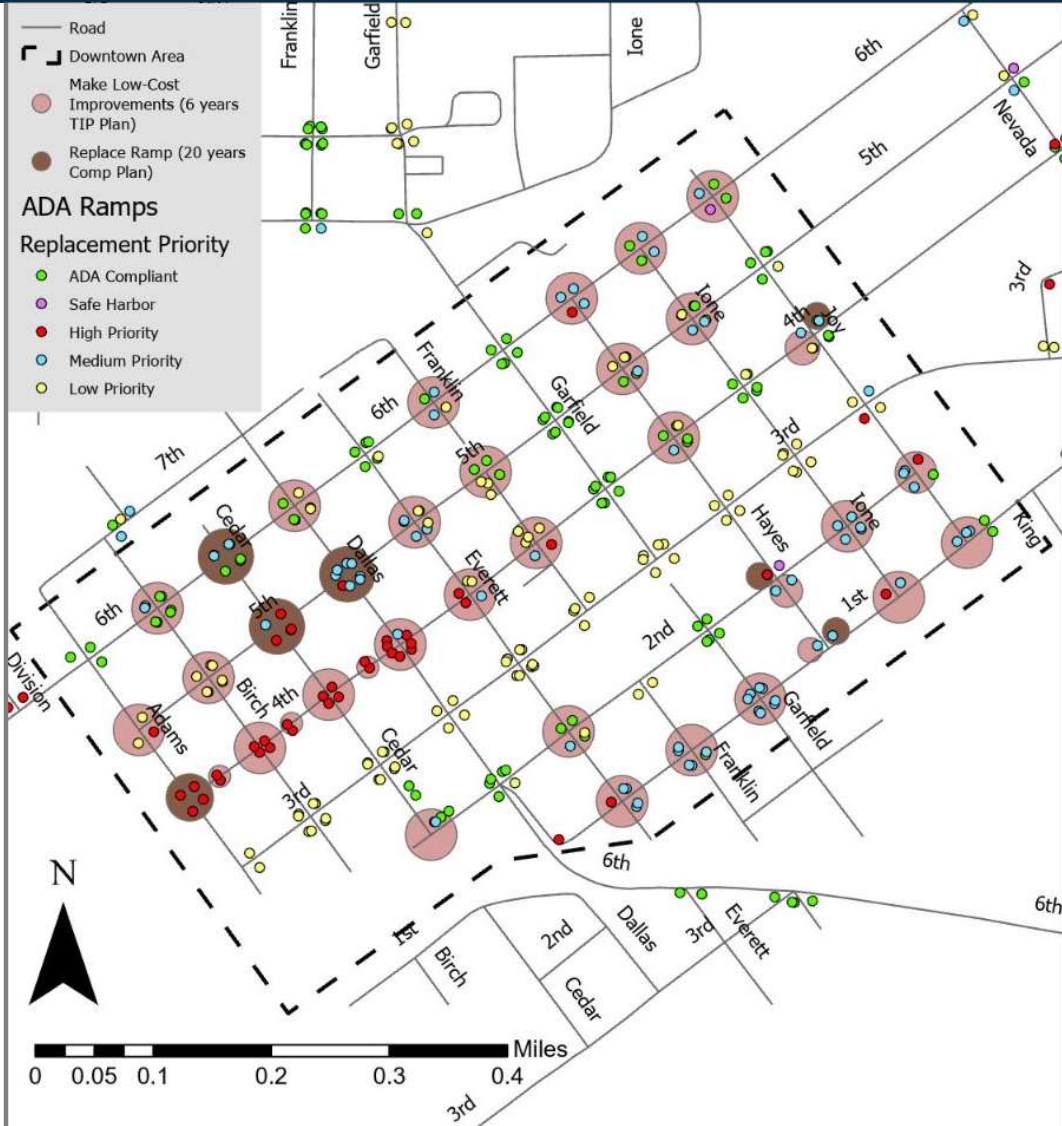 Road
Downtown Area
Make Low-Cost
Improvements (6 years
TIP Plan)
Replace Ramp (20 years
Comp Plan)
ADA Ramps
Replacement Priority
ADA Compliant
Safe Harbor
High Priority
Medium Priority
Low Priority
Franklin
Garfield
Ione
6th
Nevada
5th
3rd
Ione
4th
Joy
Franklin
6th
Garfield
5th
3rd
7th
Cedar
Dallas
Hayes
Ione
King
6th
5th
Everett
1st
2nd
Division
Adams
Birch
4th
Cedar
Garfield
Franklin
3rd
N
6th
6th
1st
2nd
Dallas
3rd
Everett
Birch
Cedar
Miles
0 0.05 0.1 0.2 0.3 0.4
3rd